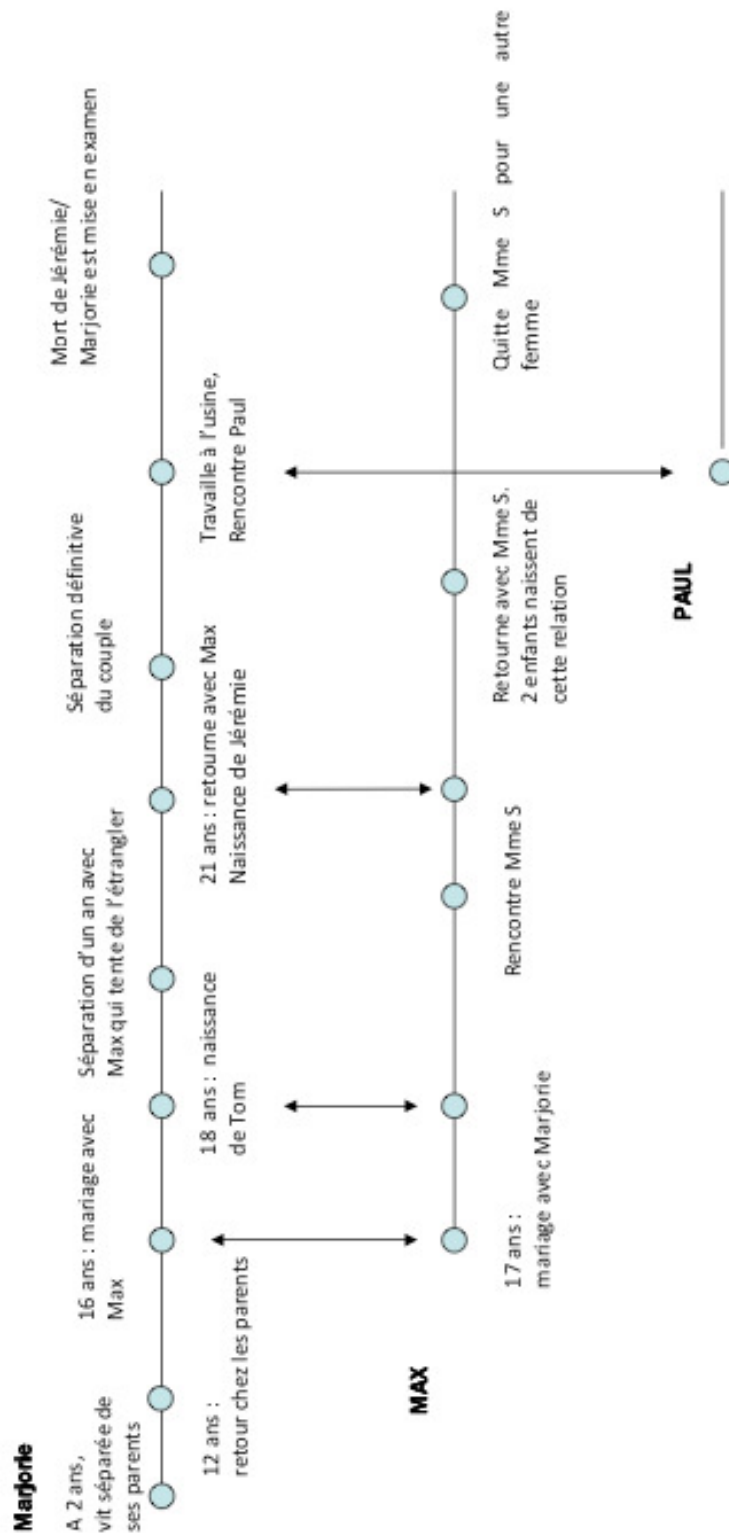 Marjorie
A 2 ans,
vit séparée de
ses parents
12 ans :
retour chez les parents
16 ans : mariage avec
Max
18 ans : naissance
de Tom
Séparation d'un an avec
Max qui tente de l'étrangler
21 ans : retourne avec Max
Naissance de Jérémie
Séparation définitive
du couple
Travaille à l'usine,
Rencontre Paul
Mort de Jérémie/
Marjorie est mise en examen
MAX
17 ans :
mariage avec Marjorie
Rencontre Mme S
Retourne avec Mme S.
2 enfants naissent de
cette relation
Quitte Mme S pour une autre
femme
PAUL